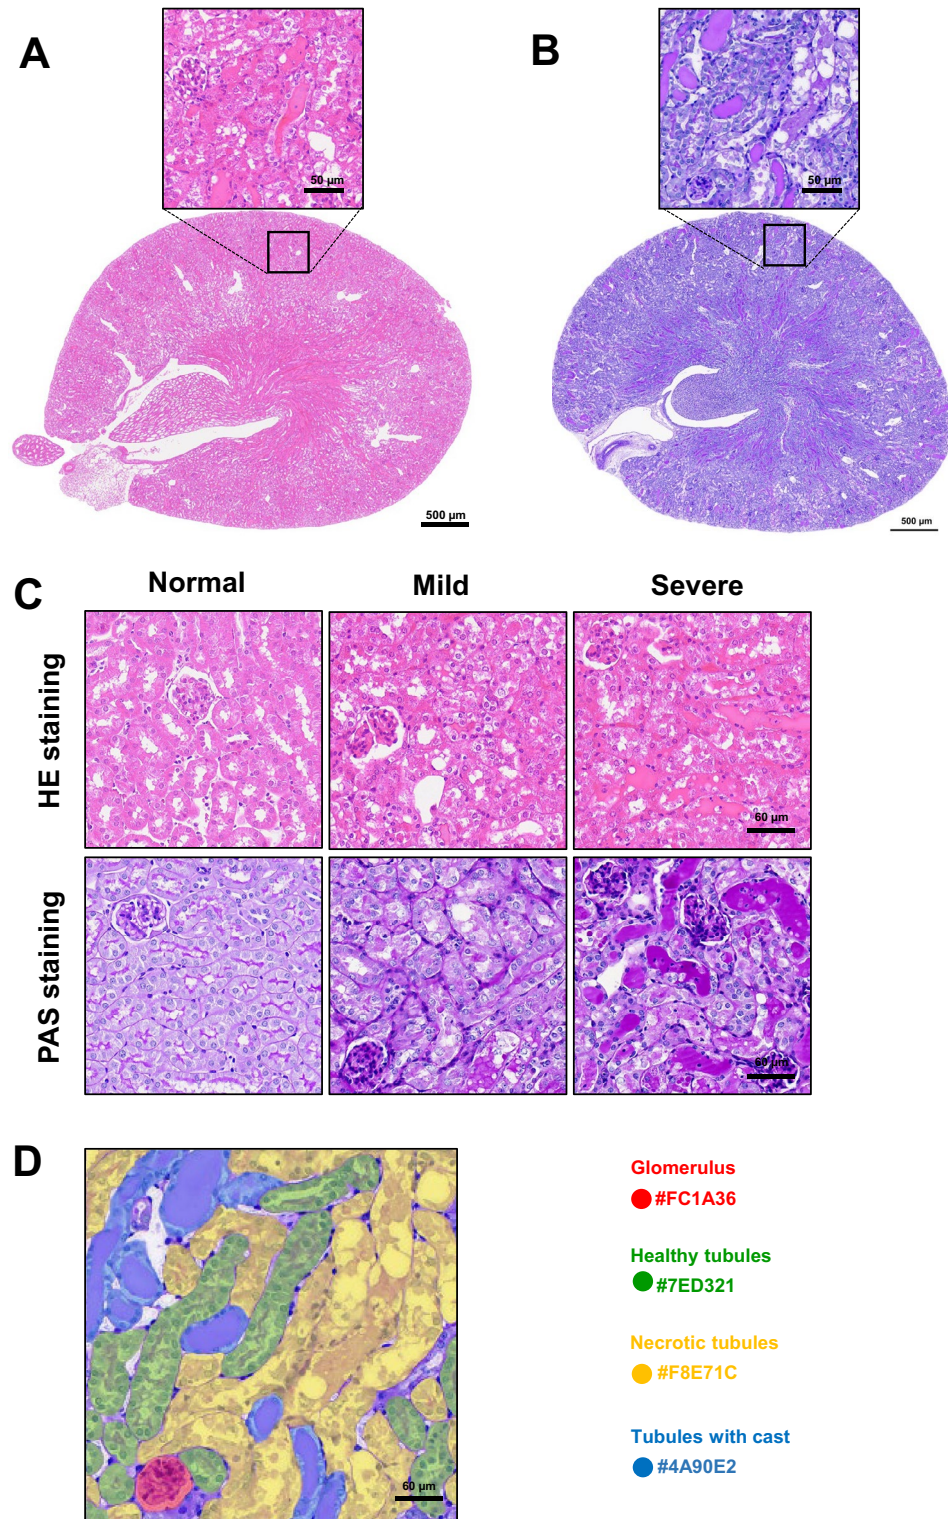 A
B
50 µm
50 µm
500 µm
500 µm
C
Normal
Mild
Severe
HE staining
60 µm
PAS staining
60 µm
D
Glomerulus
#FC1A36
Healthy tubules
#7ED321
Necrotic tubules
#F8E71C
Tubules with cast
#4A90E2
60 µm